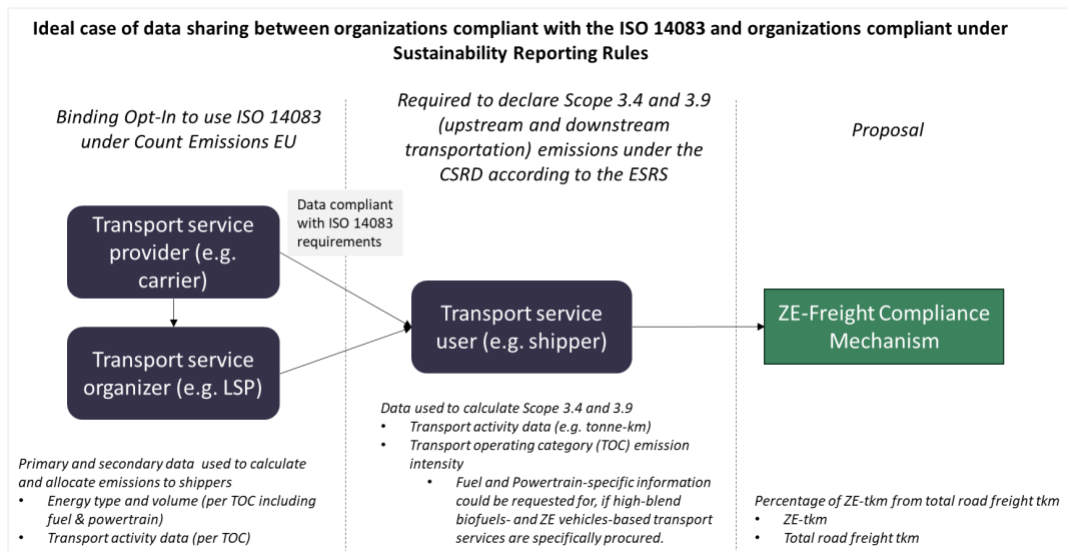 Ideal case of data sharing between organizations compliant with the ISO 14083 and organizations compliant under
Sustainability Reporting Rules
Binding Opt-In to use ISO 14083
under Count Emissions EU
Required to declare Scope 3.4 and 3.9
(upstream and downstream
transportation) emissions under the
CSRD according to the ESRS
Proposal
Transport service
provider (e.g.
carrier)
Data compliant
with ISO 14083
requirements
Transport service
organizer (e.g. LSP)
Transport service
user (e.g. shipper)
ZE-Freight Compliance
Mechanism
Primary and secondary data used to calculate
and allocate emissions to shippers
• Energy type and volume (per TOC including
fuel & powertrain)
• Transport activity data (per TOC)
Data used to calculate Scope 3.4 and 3.9
• Transport activity data (e.g. tonne-km)
• Transport operating category (TOC) emission
intensity
• Fuel and Powertrain-specific information
could be requested for, if high-blend
biofuels- and ZE vehicles-based transport
services are specifically procured.
Percentage of ZE-tkm from total road freight tkm
• ZE-tkm
• Total road freight tkm